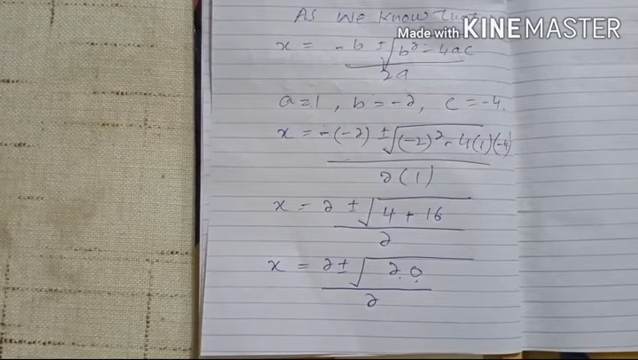 As we know that
Made with KINEMASTER
x = -b ± √b² - 4ac / 2a
a = 1, b = -2, c = -4.
x = -(-2) ± √(-2)² - 4(1)(-4) / 2(1)
x = 2 ± √4 + 16 / 2
x = 2 ± √20 / 2